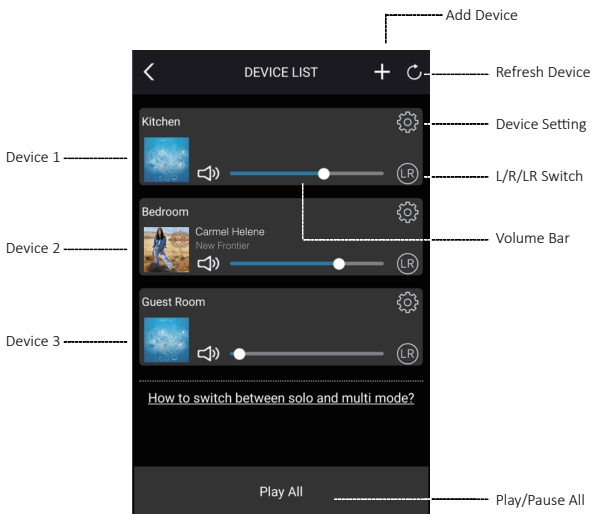 Add Device
DEVICE LIST
Refresh Device
Kitchen
Device Setting
Device 1
LR
L/R/LR Switch
Bedroom
Carmel Helene
New Frontier
Volume Bar
Device 2
LR
Guest Room
Device 3
LR
How to switch between solo and multi mode?
Play All
Play/Pause All